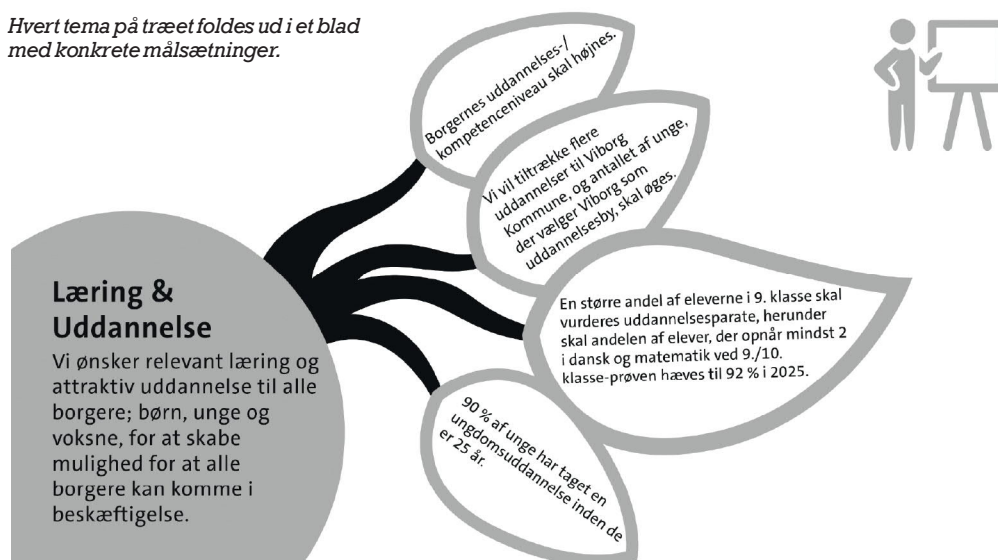 Hvert tema på træet foldes ud i et blad
med konkrete målsætninger.
Borgernes uddannelses-/
kompetenceniveau skal højnes.
Vi vil tiltrække flere
uddannelser til Viborg
Kommune, og antallet af unge,
der vælger Viborg som
uddannelsesby, skal øges.
Læring &
Uddannelse
Vi ønsker relevant læring og
attraktiv uddannelse til alle
borgere; børn, unge og
voksne, for at skabe
mulighed for at alle
borgere kan komme i
beskæftigelse.
En større andel af eleverne i 9. klasse skal
vurderes uddannelsesparate, herunder
skal andelen af elever, der opnår mindst 2
i dansk og matematik ved 9./10.
klasse-prøven hæves til 92 % i 2025.
90 % af unge har taget en
ungdomsuddannelse inden de
er 25 år.